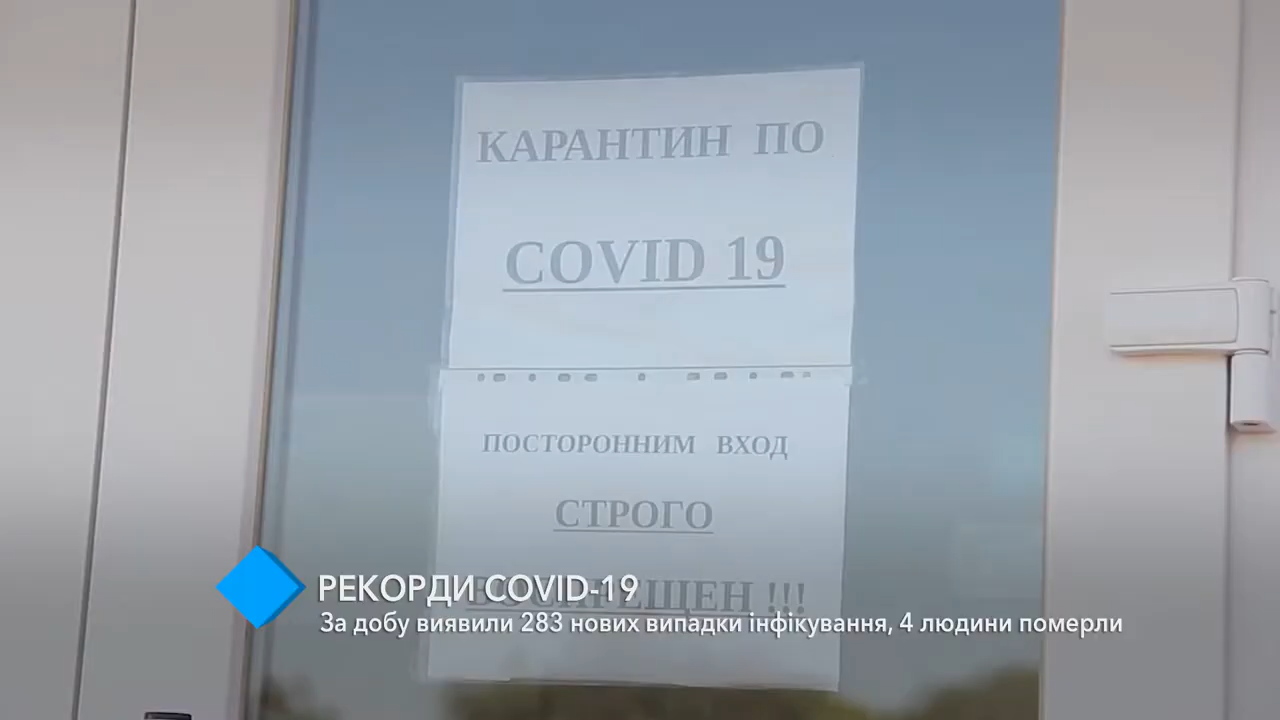 КАРАНТИН ПО
COVID 19
ПОСТОРОННИМ ВХОД
СТРОГО
ВОСПРЕЩЕН !!!
РЕКОРДИ COVID-19
За добу виявили 283 нових випадки інфікування, 4 людини померли